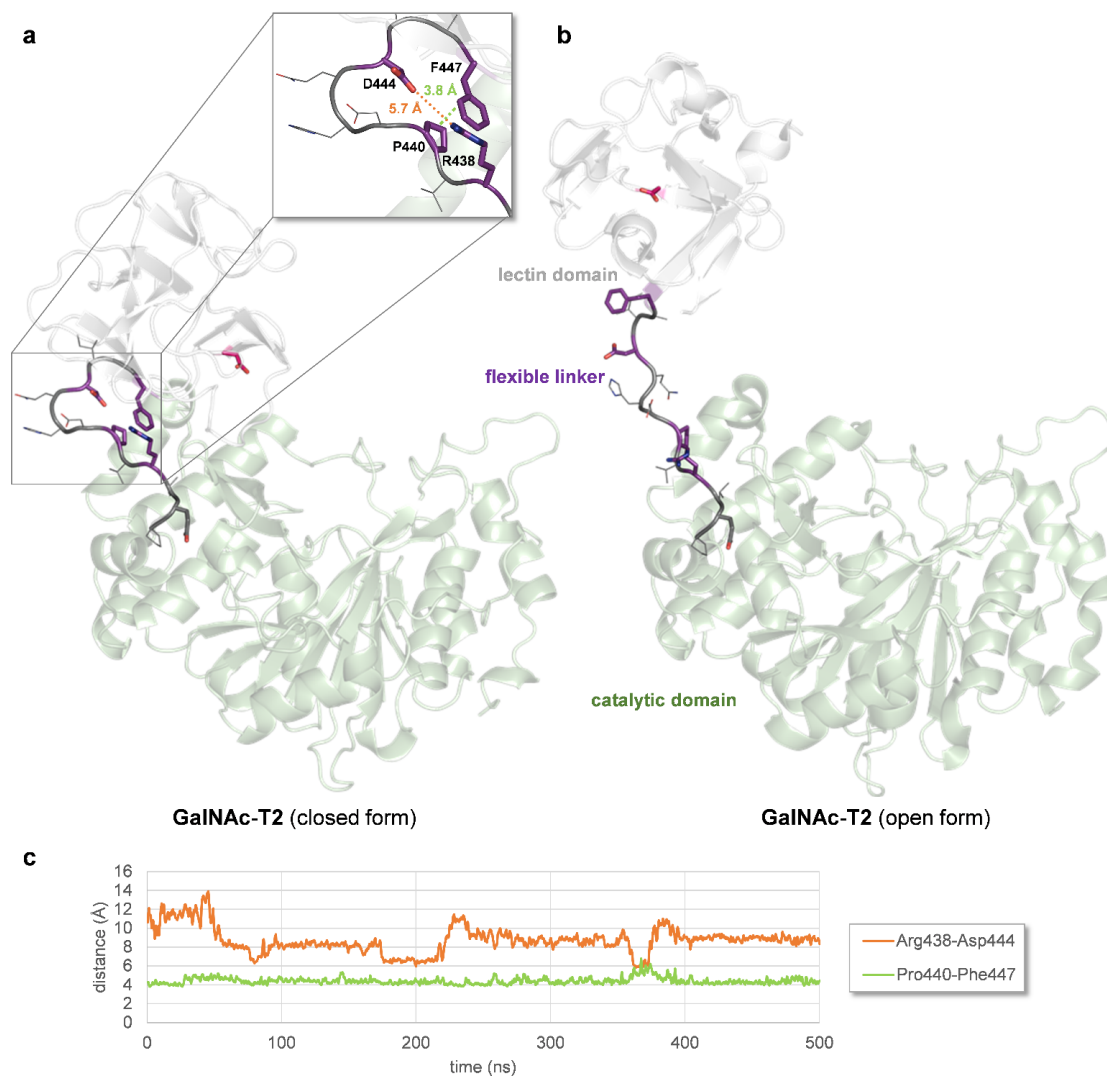 a
D444
F447
3.8 Å
5.7 Å
P440
R438
b
lectin domain
flexible linker
catalytic domain
GalNAc-T2 (closed form)
GalNAc-T2 (open form)
c
distance (Å)
16
14
12
10
8
6
4
2
0
0 100 200 300 400 500
time (ns)
Arg438-Asp444
Pro440-Phe447